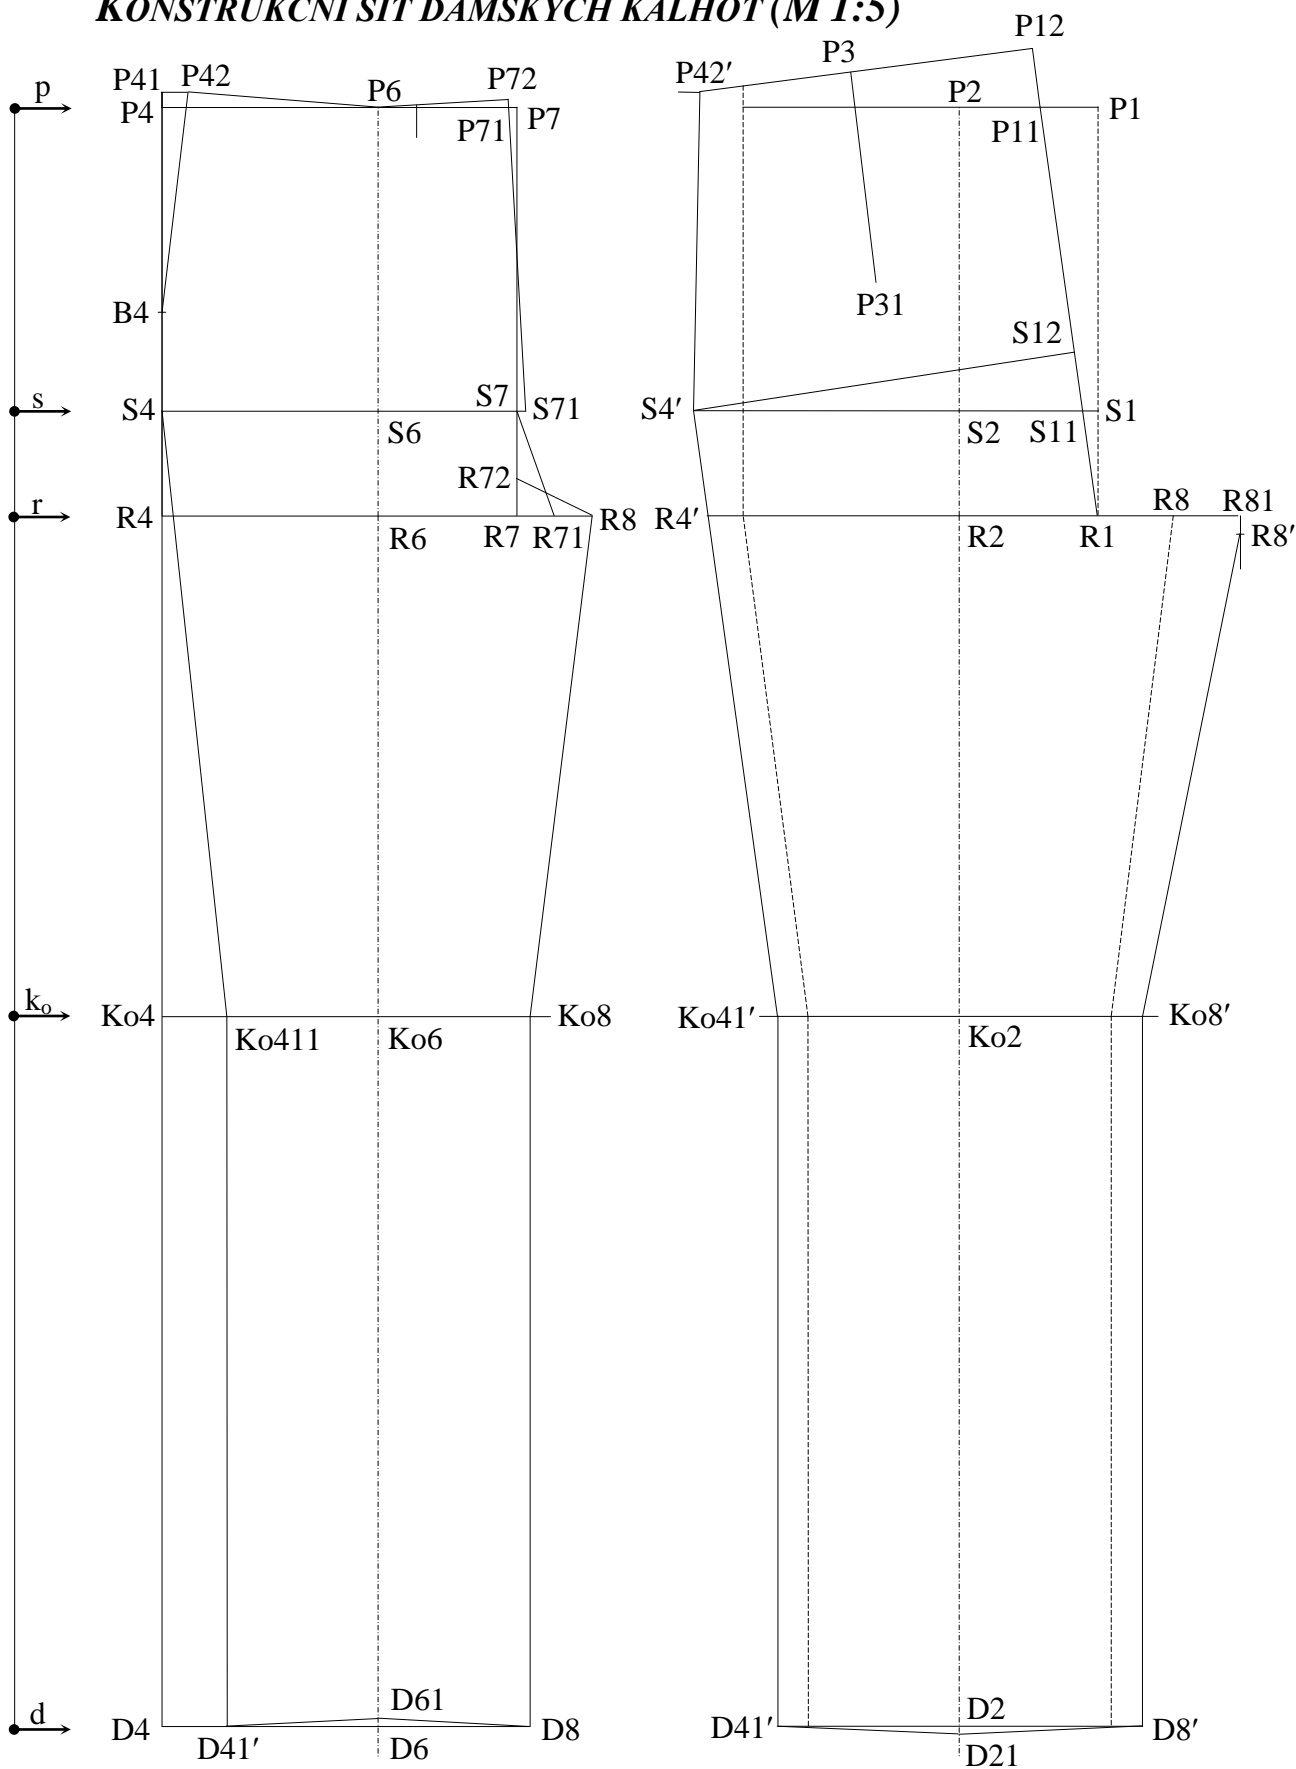 KONSTRUKČNÍ SÍŤ DÁMSKÝCH KALHOT (M 1:5)
P12
P3
P41 P42 P72 P42′
p P6 P2
P4 P71 P7 P11 P1
B4 P31
S12
s S7
S4 S71 S4′ S1
S6 S2 S11
R72
r R8 R81
R4 R8 R4′
R6 R7 R71 R2 R1 R8′
kₒ
Ko4 Ko8 Ko41′ Ko8′
Ko411 Ko6 Ko2
D61 D2
d
D4 D8 D41′ D8′
D41′ D6 D21